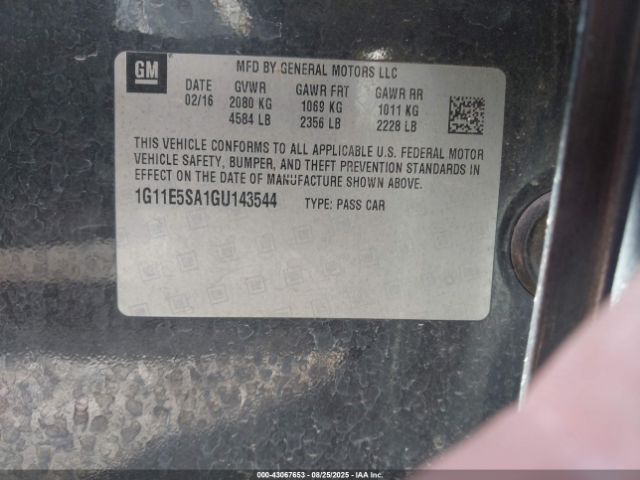 GM
MFD BY GENERAL MOTORS LLC
DATE GVWR GAWR FRT GAWR RR
02/16 2080 KG 1069 KG 1011 KG
4584 LB 2356 LB 2228 LB
THIS VEHICLE CONFORMS TO ALL APPLICABLE U.S. FEDERAL MOTOR
VEHICLE SAFETY, BUMPER, AND THEFT PREVENTION STANDARDS IN
EFFECT ON THE DATE OF MANUFACTURE SHOWN ABOVE.
1G11E5SA1GU143544 TYPE: PASS CAR
000-43067653 | 08/25/2025 - IAAI.COM